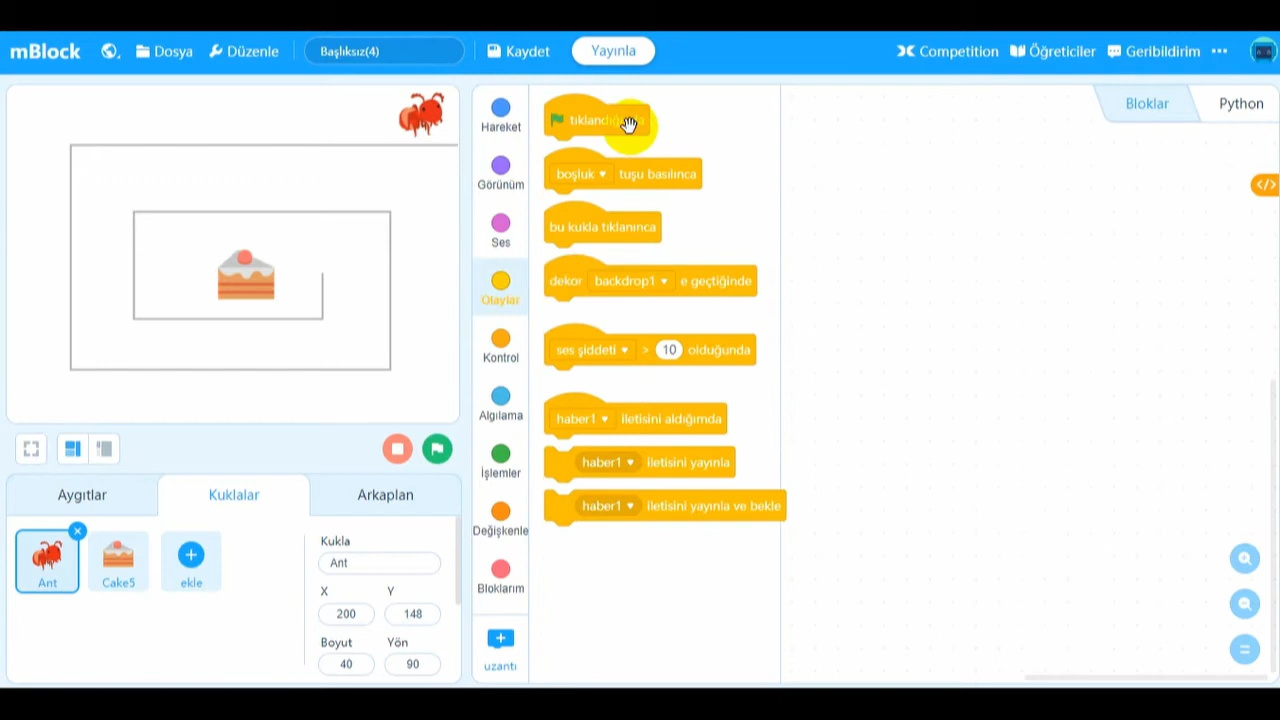 mBlock
Dosya
Düzenle
Başlıksız(4)
Kaydet
Yayınla
Competition
Öğreticiler
Geribildirim
Hareket
Görünüm
Ses
Olaylar
Kontrol
Algılama
İşlemler
Değişkenle
Bloklarım
uzantı
boşluk tuşu basılınca
bu kukla tıklanınca
dekor backdrop1 e geçtiğinde
ses şiddeti > 10 olduğunda
haber1 iletisini aldığımda
haber1 iletisini yayınla
haber1 iletisini yayınla ve bekle
Bloklar
Python
</>
Aygıtlar
Kuklalar
Arkaplan
Ant
Cake5
ekle
Kukla
Ant
X
Y
200
148
Boyut
Yön
40
90